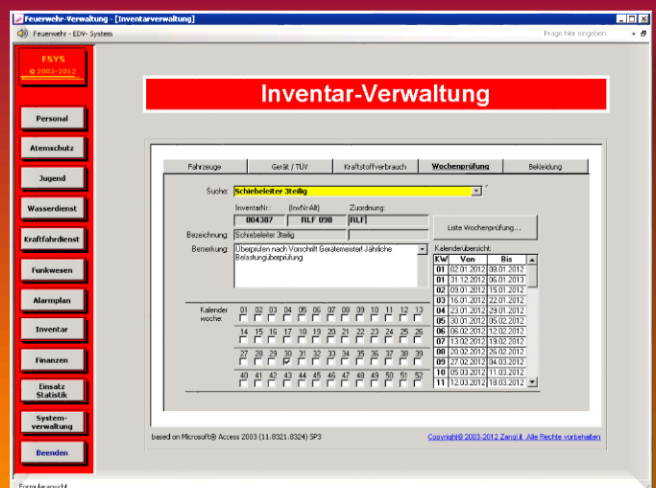 Feuerwehr-Verwaltung - [Inventarverwaltung]
Feuerwehr - EDV- System
Frage hier eingeben
FSYS
© 2003-2012
Personal
Atemschutz
Jugend
Wasserdienst
Kraftfahrdienst
Funkwesen
Alarmplan
Inventar
Finanzen
Einsatz
Statistik
System-
verwaltung
Beenden
Inventar-Verwaltung
Fahrzeuge Gerät / TÜV Kraftstoffverbrauch Wochenprüfung Bekleidung
Suche: Schiebeleiter 3teilig
InventarNr.: (InvNrAlt) Zuordnung:
004307 RLF 098 RLF
Liste Wochenprüfung...
Bezeichnung: Schiebeleiter 3teilig
Bemerkung: Überprüfen nach Vorschrift Gerätemeister! Jährliche
Belastungüberprüfung
Kalenderübersicht:
KW Von Bis
01 02.01.2012 08.01.2012
01 31.12.2012 06.01.2013
02 09.01.2012 15.01.2012
03 16.01.2012 22.01.2012
04 23.01.2012 29.01.2012
05 30.01.2012 05.02.2012
06 06.02.2012 12.02.2012
07 13.02.2012 19.02.2012
08 20.02.2012 26.02.2012
09 27.02.2012 04.03.2012
10 05.03.2012 11.03.2012
11 12.03.2012 18.03.2012
Kalender
woche:
01 02 03 04 05 06 07 08 09 10 11 12 13
14 15 16 17 18 19 20 21 22 23 24 25 26
27 28 29 30 31 32 33 34 35 36 37 38 39
40 41 42 43 44 45 46 47 48 49 50 51 52
based on Microsoft® Access 2003 (11.8321.8324) SP3
Copyright© 2003-2012 Zangl.it Alle Rechte vorbehalten
Formularansicht